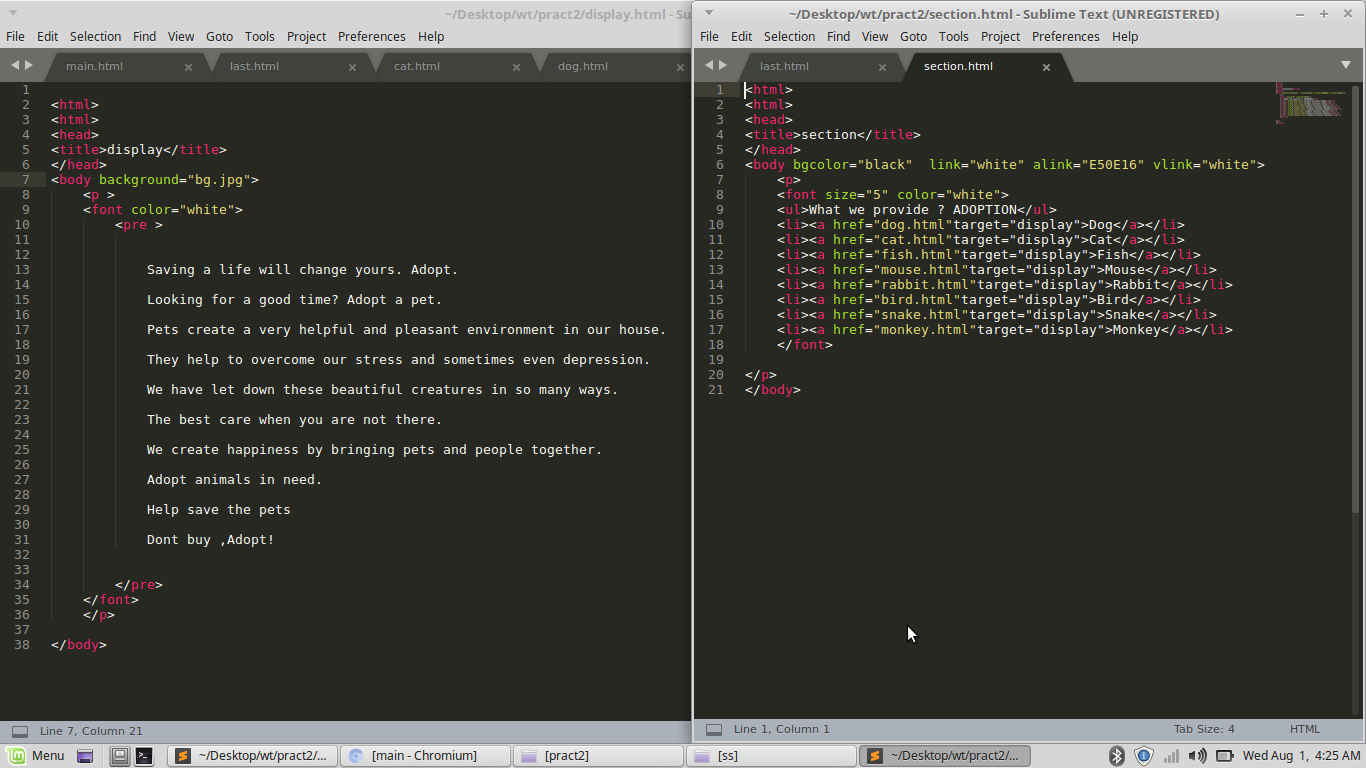 ~/Desktop/wt/pract2/display.html - Su
File Edit Selection Find View Goto Tools Project Preferences Help
main.html × last.html × cat.html × dog.html ×
1
2 <html>
3 <html>
4 <head>
5 <title>display</title>
6 </head>
7 <body background="bg.jpg">
8 <p >
9 <font color="white">
10 <pre >
11
12
13 Saving a life will change yours. Adopt.
14
15 Looking for a good time? Adopt a pet.
16
17 Pets create a very helpful and pleasant environment in our house.
18
19 They help to overcome our stress and sometimes even depression.
20
21 We have let down these beautiful creatures in so many ways.
22
23 The best care when you are not there.
24
25 We create happiness by bringing pets and people together.
26
27 Adopt animals in need.
28
29 Help save the pets
30
31 Dont buy ,Adopt!
32
33
34 </pre>
35 </font>
36 </p>
37
38 </body>
Line 7, Column 21
~/Desktop/wt/pract2/section.html - Sublime Text (UNREGISTERED)
File Edit Selection Find View Goto Tools Project Preferences Help
last.html × section.html ×
1 <html>
2 <html>
3 <head>
4 <title>section</title>
5 </head>
6 <body bgcolor="black"  link="white" alink="E50E16" vlink="white">
7 <p>
8 <font size="5" color="white">
9 <ul>What we provide ? ADOPTION</ul>
10 <li><a href="dog.html"target="display">Dog</a></li>
11 <li><a href="cat.html"target="display">Cat</a></li>
12 <li><a href="fish.html"target="display">Fish</a></li>
13 <li><a href="mouse.html"target="display">Mouse</a></li>
14 <li><a href="rabbit.html"target="display">Rabbit</a></li>
15 <li><a href="bird.html"target="display">Bird</a></li>
16 <li><a href="snake.html"target="display">Snake</a></li>
17 <li><a href="monkey.html"target="display">Monkey</a></li>
18 </font>
19
20 </p>
21 </body>
Line 1, Column 1 Tab Size: 4 HTML
Menu ~/Desktop/wt/pract2/... [main - Chromium] [pract2] [ss] ~/Desktop/wt/pract2/... Wed Aug 1, 4:25 AM